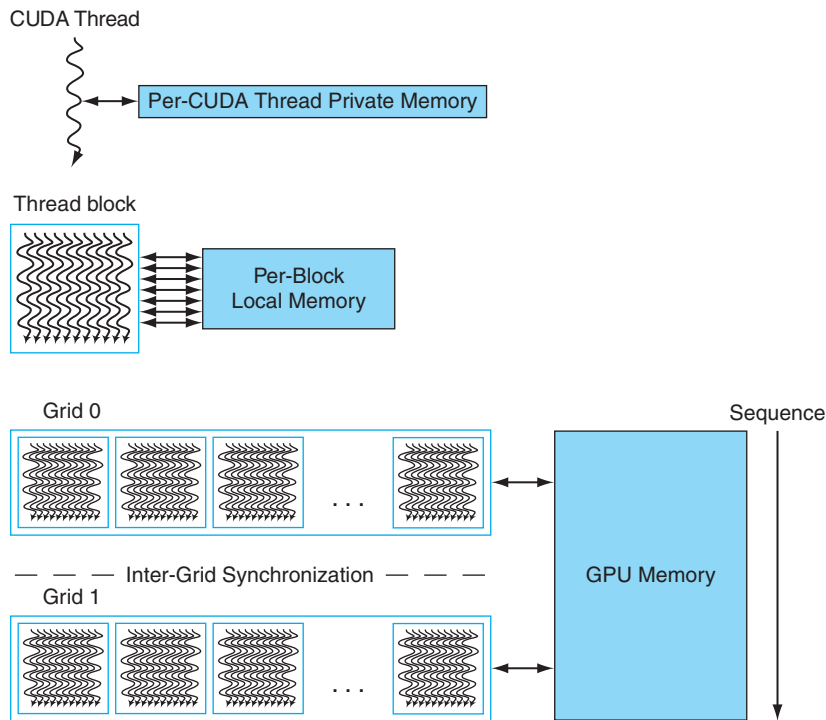 CUDA Thread
Per-CUDA Thread Private Memory
Thread block
Per-Block
Local Memory
Grid 0
Sequence
. . .
Inter-Grid Synchronization
GPU Memory
Grid 1
. . .